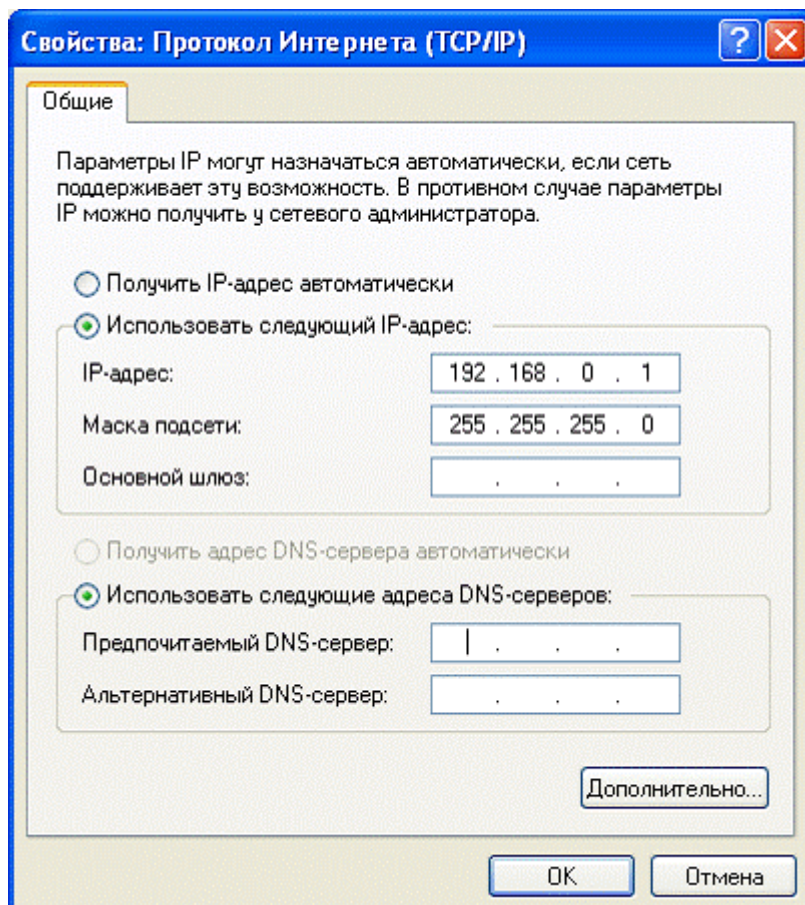 Свойства: Протокол Интернета (TCP/IP)
?
Общие
Параметры IP могут назначаться автоматически, если сеть
поддерживает эту возможность. В противном случае параметры
IP можно получить у сетевого администратора.
Получить IP-адрес автоматически
Использовать следующий IP-адрес:
IP-адрес: 192 . 168 . 0 . 1
Маска подсети: 255 . 255 . 255 . 0
Основной шлюз: . . .
Получить адрес DNS-сервера автоматически
Использовать следующие адреса DNS-серверов:
Предпочитаемый DNS-сервер: . . .
Альтернативный DNS-сервер: . . .
Дополнительно...
OK Отмена